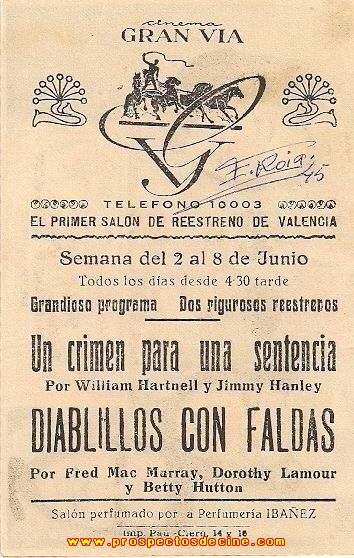 cinema
GRAN VIA
GV
F. Roig.
45
TELEFONO 10003
EL PRIMER SALON DE REESTRENO DE VALENCIA
Semana del 2 al 8 de Junio
Todos los días desde 4·30 tarde
Grandioso programa Dos rigurosos reestrenos
Un crimen para una sentencia
Por William Hartnell y Jimmy Hanley
DIABLILLOS CON FALDAS
Por Fred Mac Murray, Dorothy Lamour
y Betty Hutton
Salón perfumado por a Perfumería IBAÑEZ
Imp. Pau -Clero, 14 x 16
www.prospectosdecine.com